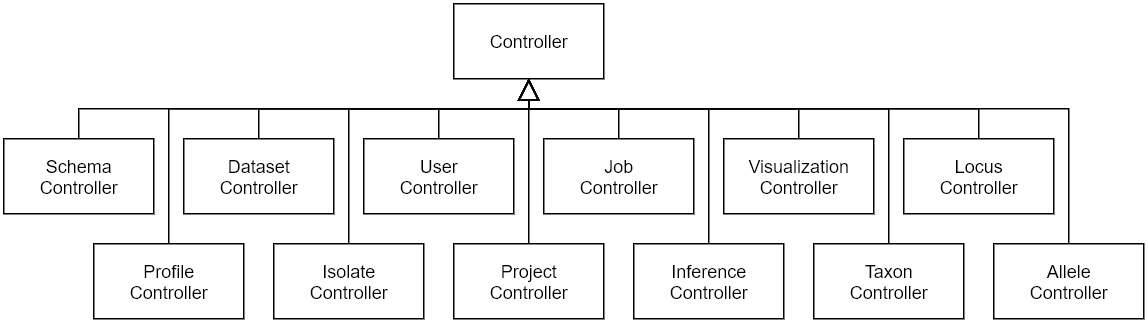 Controller
Schema
Controller
Dataset
Controller
User
Controller
Job
Controller
Visualization
Controller
Locus
Controller
Profile
Controller
Isolate
Controller
Project
Controller
Inference
Controller
Taxon
Controller
Allele
Controller